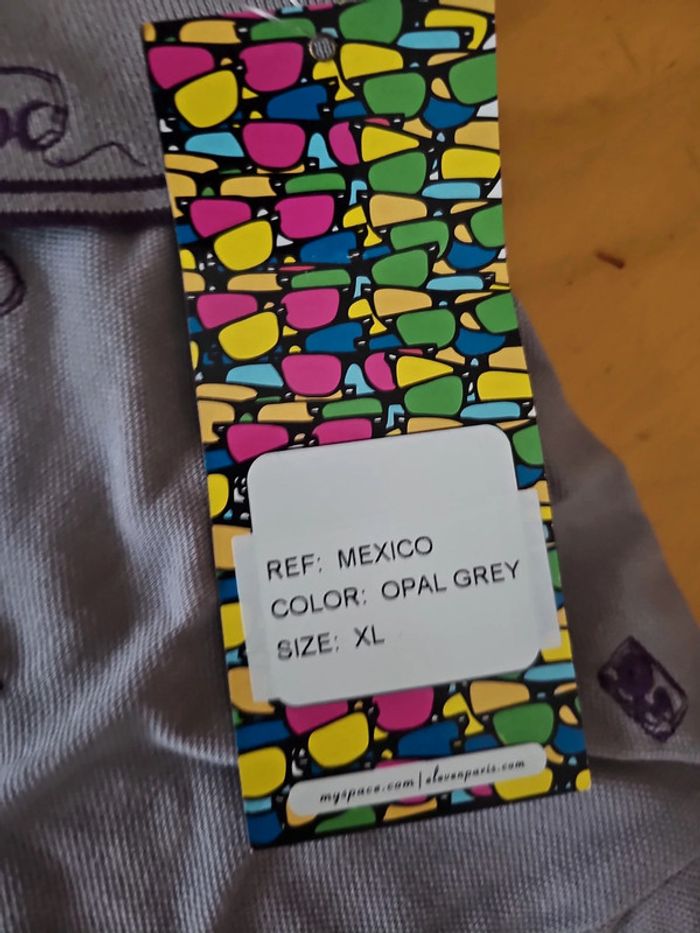 REF: MEXICO
COLOR: OPAL GREY
SIZE: XL
myspace.com | elevenparis.com